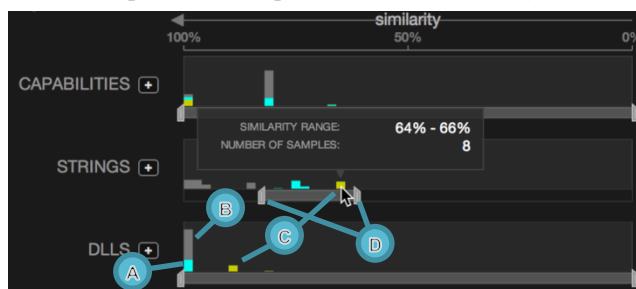 similarity
100% 50% 0%
CAPABILITIES +
SIMILARITY RANGE: 64% - 66%
NUMBER OF SAMPLES: 8
STRINGS +
B
C D
DLLS +
A